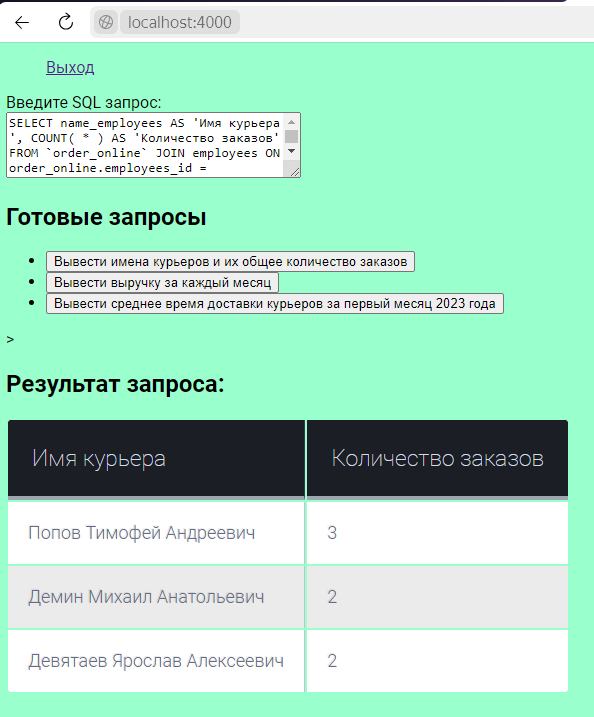 localhost:4000
Выход
Введите SQL запрос:
SELECT name_employees AS 'Имя курьера
', COUNT( * ) AS 'Количество заказов'
FROM `order_online` JOIN employees ON
order_online.employees_id =
Готовые запросы
Вывести имена курьеров и их общее количество заказов
Вывести выручку за каждый месяц
Вывести среднее время доставки курьеров за первый месяц 2023 года
>
Результат запроса:
Имя курьера Количество заказов
Попов Тимофей Андреевич 3
Демин Михаил Анатольевич 2
Девятаев Ярослав Алексеевич 2